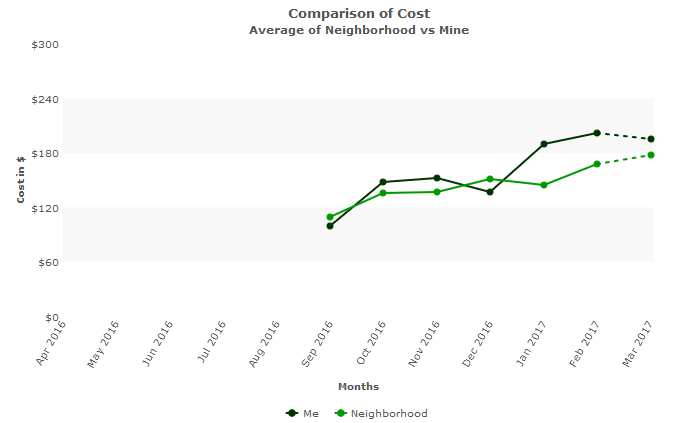 Comparison of Cost
Average of Neighborhood vs Mine
$300
$240
$180
$120
$60
$0
Cost in $
Apr 2016
May 2016
Jun 2016
Jul 2016
Aug 2016
Sep 2016
Oct 2016
Nov 2016
Dec 2016
Jan 2017
Feb 2017
Mar 2017
Months
Me
Neighborhood